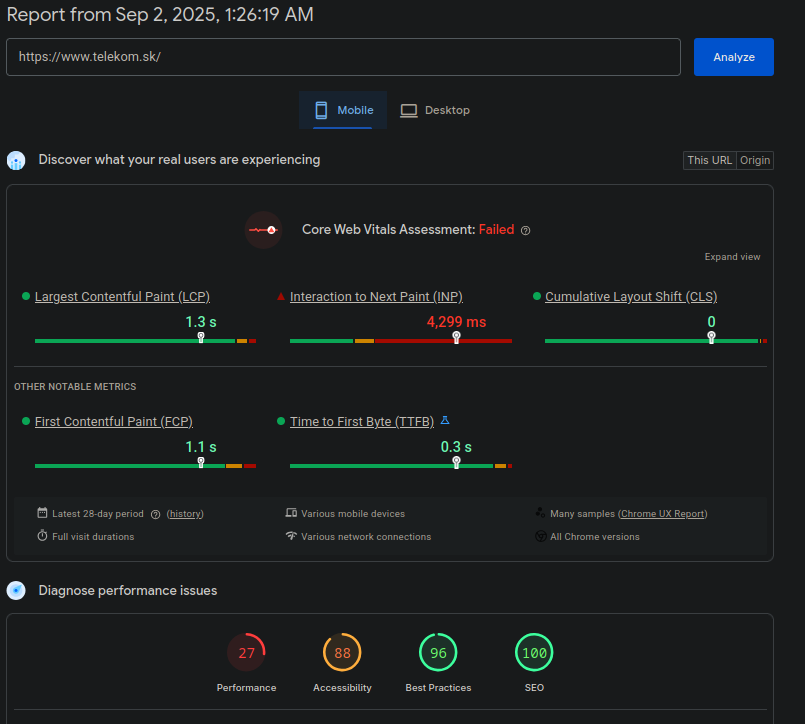 Report from Sep 2, 2025, 1:26:19 AM
https://www.telekom.sk/
Analyze
Mobile
Desktop
Discover what your real users are experiencing
This URL
Origin
Core Web Vitals Assessment: Failed
Expand view
Largest Contentful Paint (LCP)
1.3 s
Interaction to Next Paint (INP)
4,299 ms
Cumulative Layout Shift (CLS)
0
OTHER NOTABLE METRICS
First Contentful Paint (FCP)
1.1 s
Time to First Byte (TTFB)
0.3 s
Latest 28-day period (history)
Various mobile devices
Many samples (Chrome UX Report)
Full visit durations
Various network connections
All Chrome versions
Diagnose performance issues
27
Performance
88
Accessibility
96
Best Practices
100
SEO